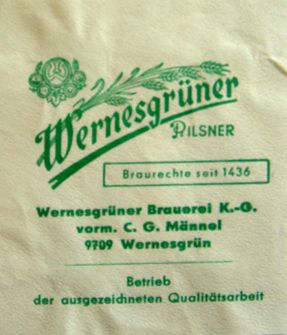 Wernesgrüner
PILSNER
Braurechte seit 1436
Wernesgrüner Brauerei K.-G.
vorm. C. G. Männel
9709 Wernesgrün
Betrieb
der ausgezeichneten Qualitätsarbeit